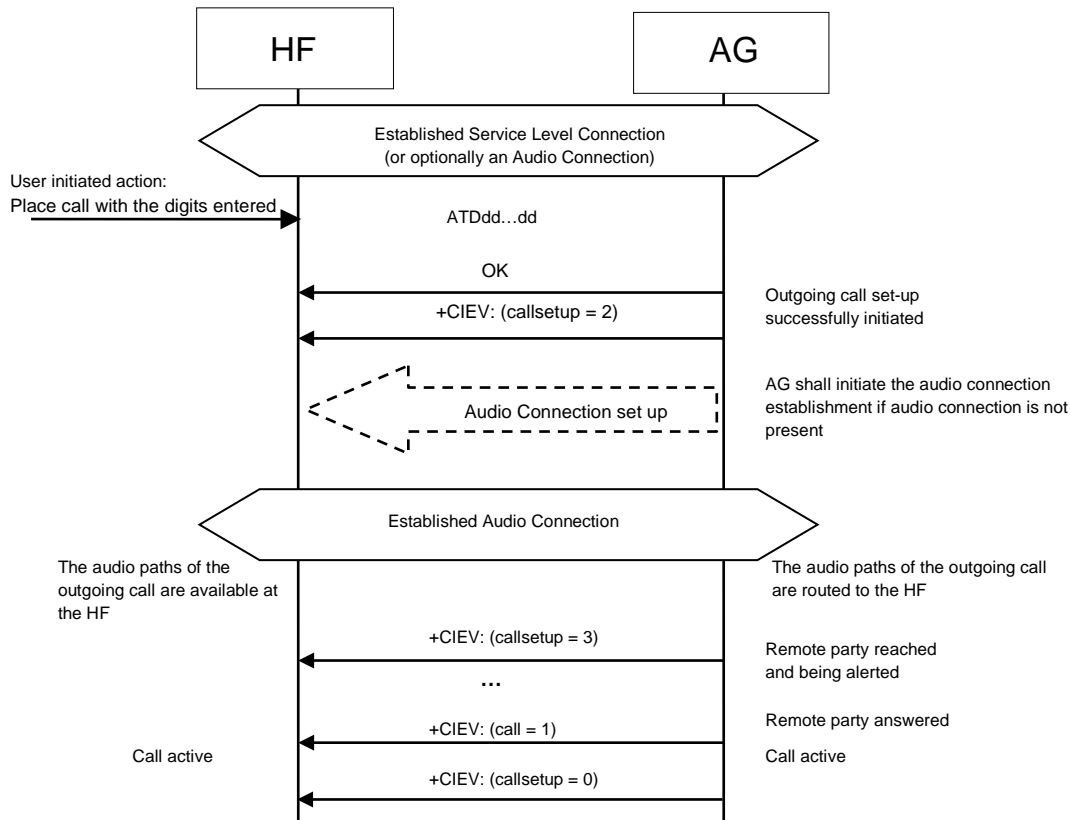 HF
AG
Established Service Level Connection
(or optionally an Audio Connection)
User initiated action:
Place call with the digits entered
ATDdd…dd
OK
+CIEV: (callsetup = 2)
Outgoing call set-up
successfully initiated
Audio Connection set up
AG shall initiate the audio connection
establishment if audio connection is not
present
Established Audio Connection
The audio paths of the
outgoing call are available at
the HF
The audio paths of the outgoing call
are routed to the HF
+CIEV: (callsetup = 3)
Remote party reached
and being alerted
…
+CIEV: (call = 1)
Remote party answered
Call active
Call active
+CIEV: (callsetup = 0)